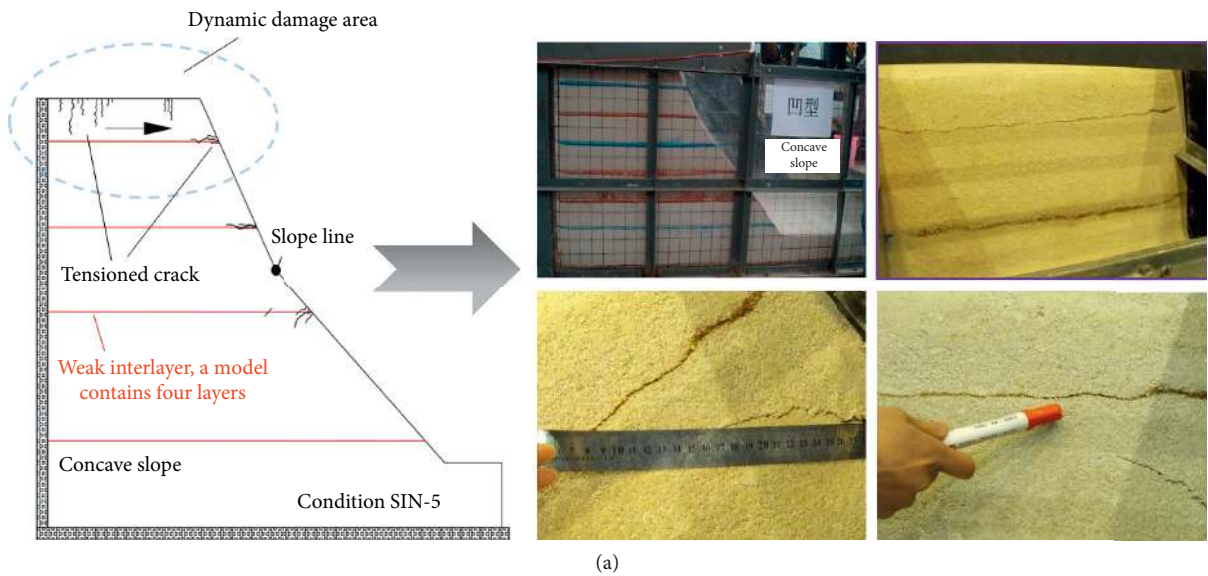 Dynamic damage area
Slope line
Tensioned crack
Weak interlayer, a model
contains four layers
Concave slope
Condition SIN-5
凹型
Concave
slope
(a)